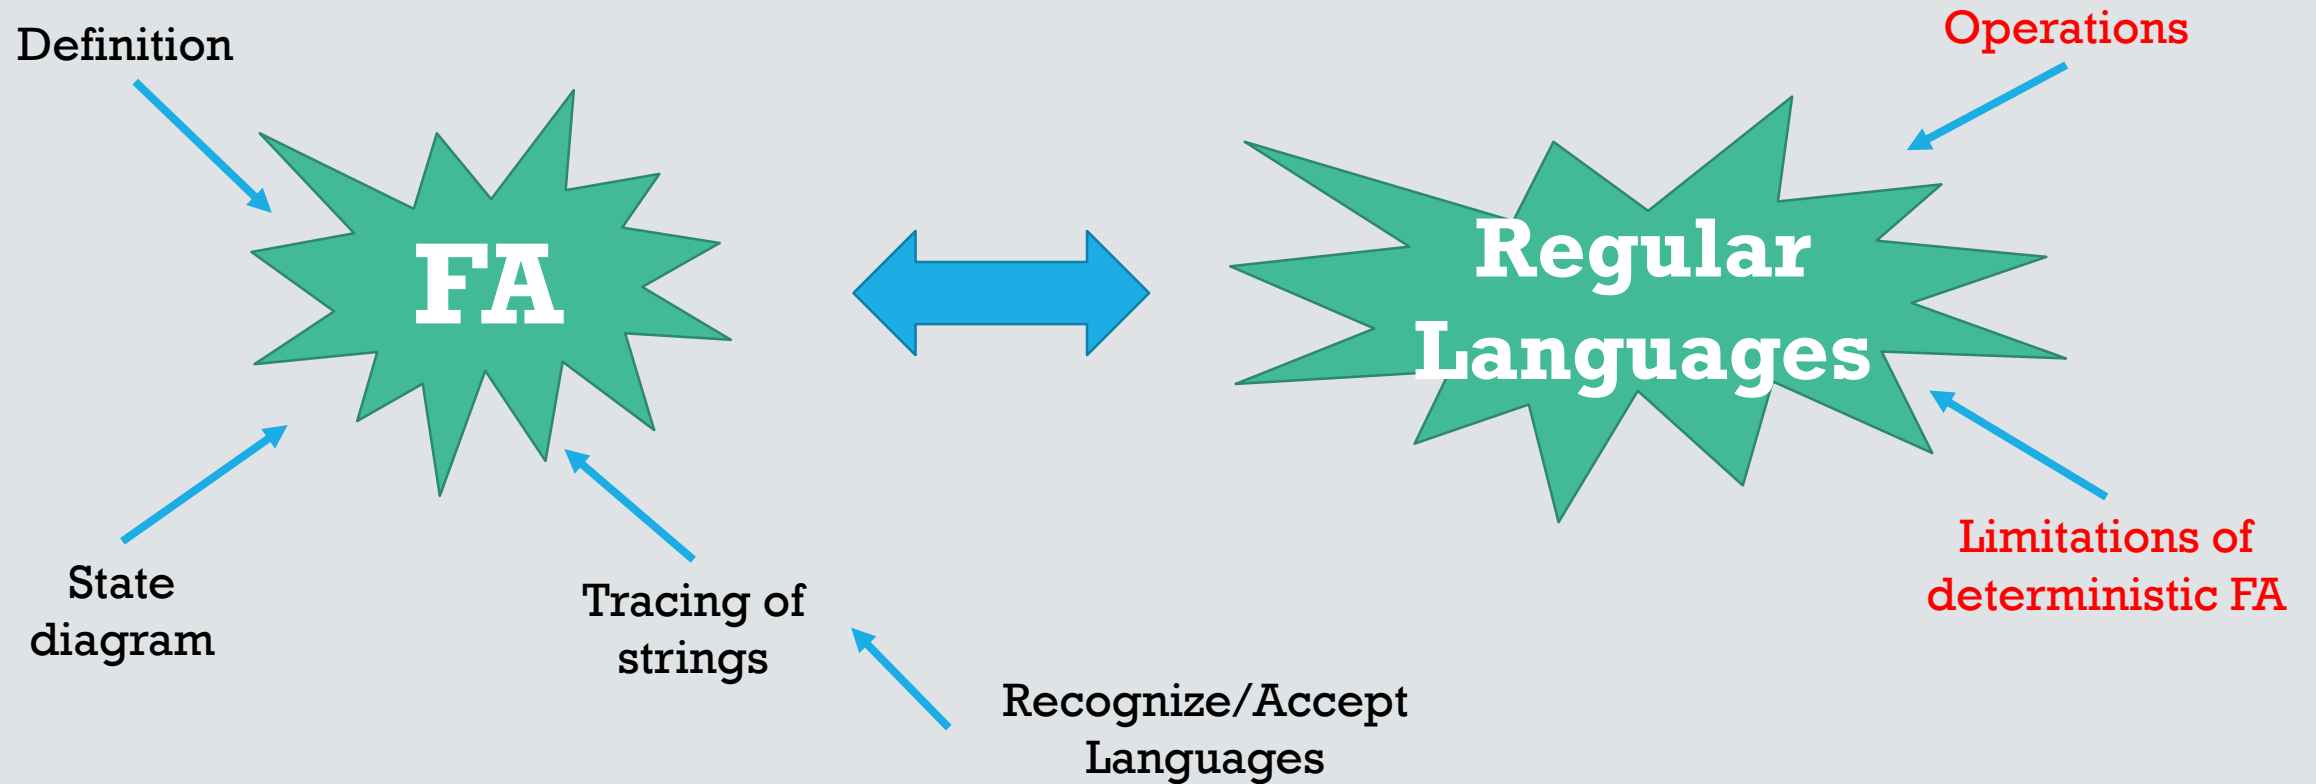 Definition
Operations
FA
Regular
Languages
State
diagram
Tracing of
strings
Recognize/Accept
Languages
Limitations of
deterministic FA